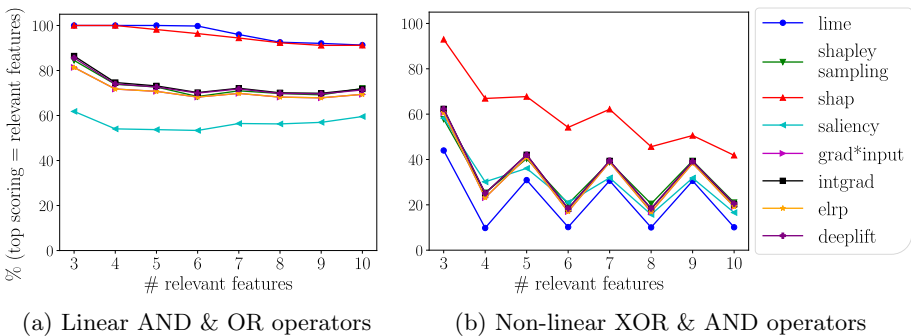 % (top scoring = relevant features)
100
80
60
40
20
0
3 4 5 6 7 8 9 10
# relevant features
(a) Linear AND & OR operators
100
80
60
40
20
0
3 4 5 6 7 8 9 10
# relevant features
(b) Non-linear XOR & AND operators
lime
shapley
sampling
shap
saliency
grad*input
intgrad
elrp
deeplift